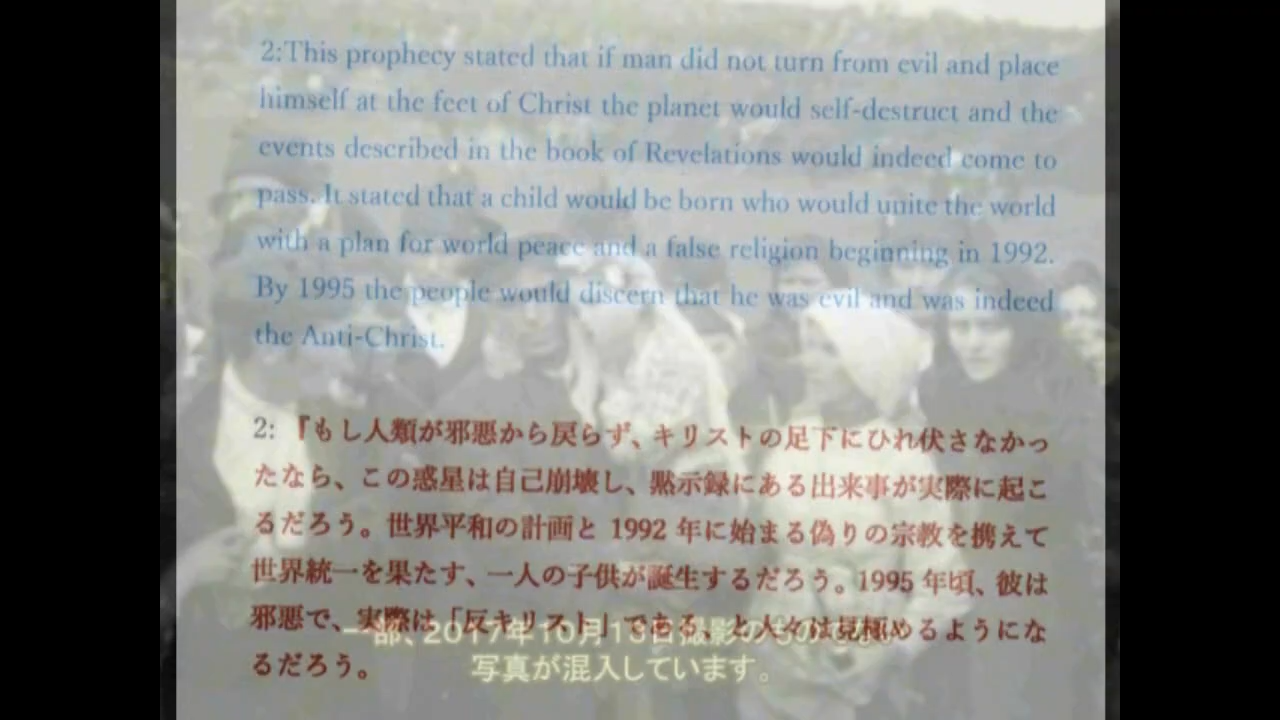 2:This prophecy stated that if man did not turn from evil and place
himself at the feet of Christ the planet would self-destruct and the
events described in the book of Revelations would indeed come to
pass. It stated that a child would be born who would unite the world
with a plan for world peace and a false religion beginning in 1992.
By 1995 the people would discern that he was evil and was indeed
the Anti-Christ.
2: 『もし人類が邪悪から戻らず、キリストの足下にひれ伏さなかっ
たなら、この惑星は自己崩壊し、黙示録にある出来事が実際に起こ
るだろう。世界平和の計画と 1992 年に始まる偽りの宗教を携えて
世界統一を果たす、一人の子供が誕生するだろう。1995 年頃、彼は
邪悪で、実際は「反キリスト」である、と人々は見極めるようにな
るだろう。
一部、2017年10月13日撮影のもの
写真が混入しています。